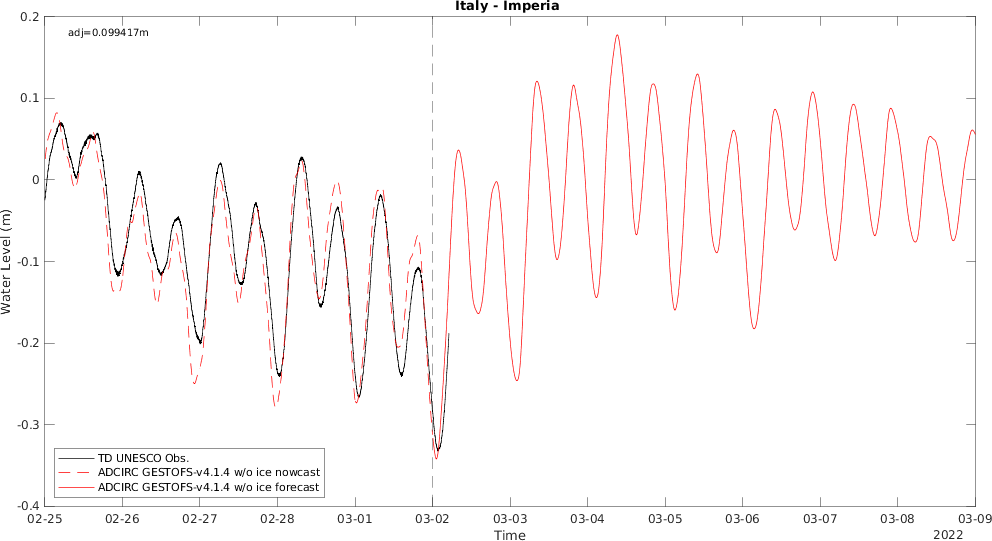 Italy - Imperia
adj=0.099417m
0.2
0.1
0
-0.1
-0.2
-0.3
-0.4
Water Level (m)
TD UNESCO Obs.
ADCIRC GESTOFS-v4.1.4 w/o ice nowcast
ADCIRC GESTOFS-v4.1.4 w/o ice forecast
02-25 02-26 02-27 02-28 03-01 03-02 03-03 03-04 03-05 03-06 03-07 03-08 03-09
Time
2022